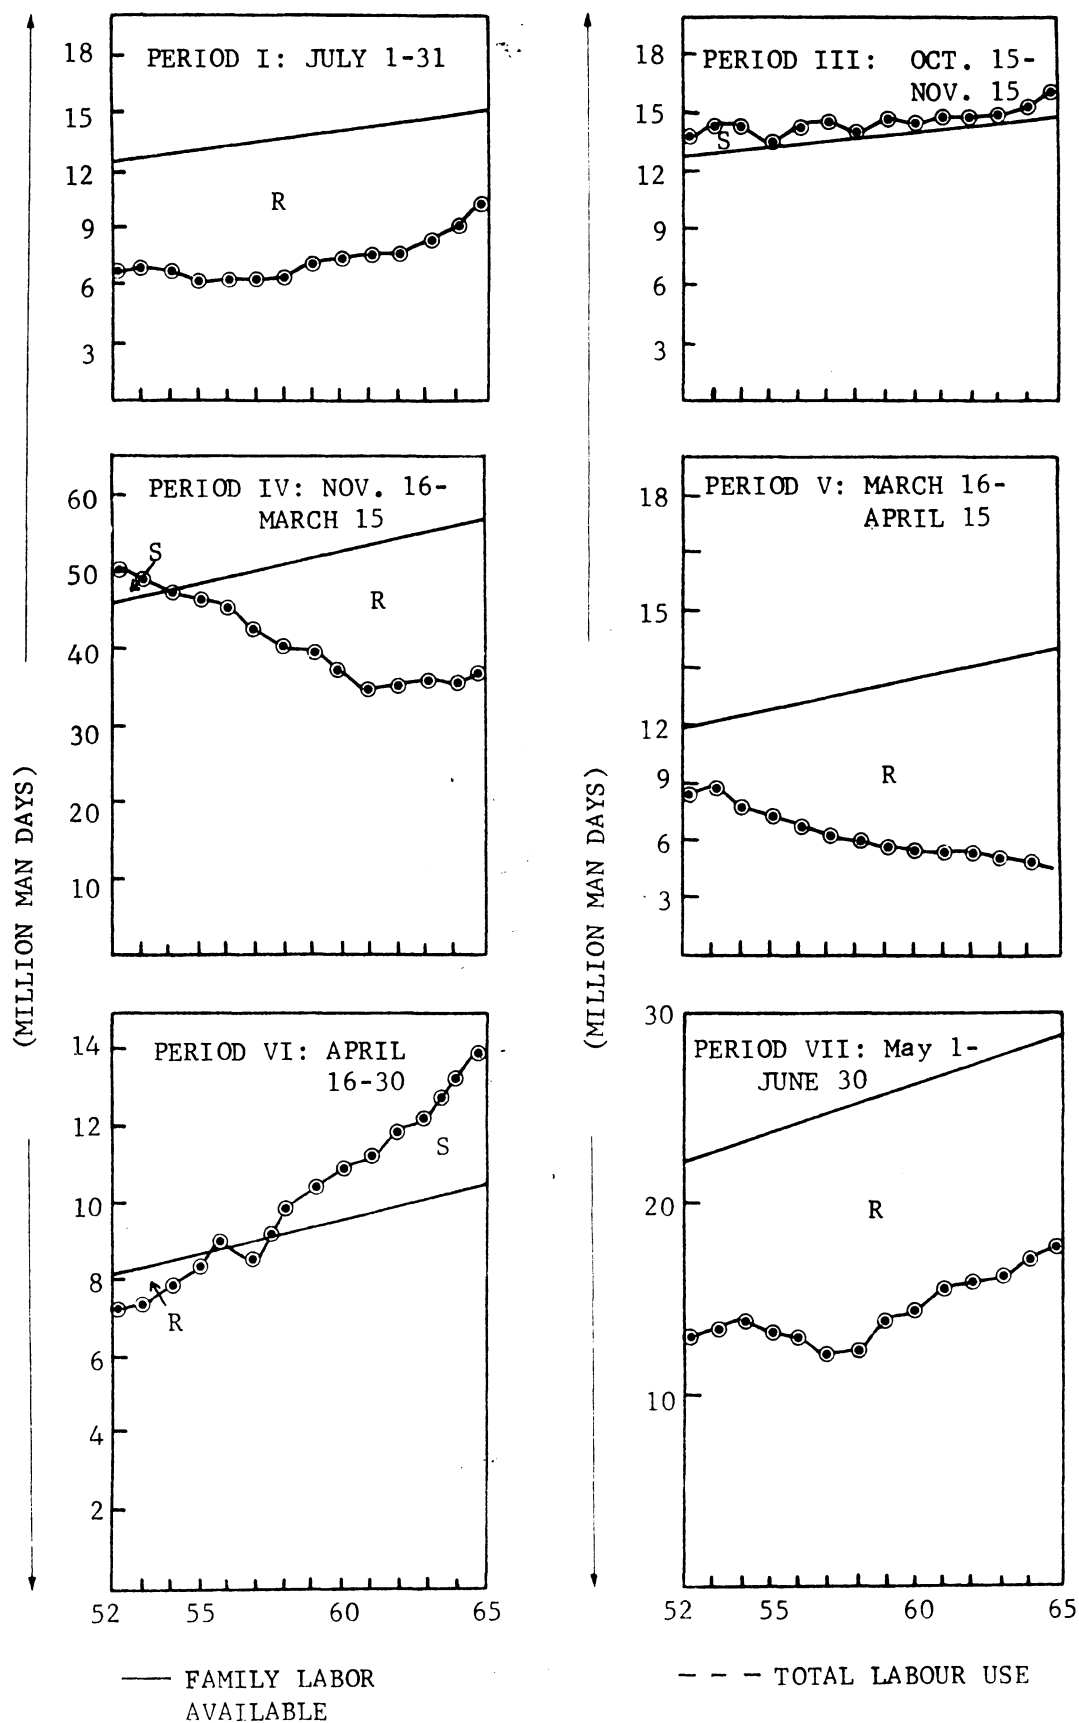 PERIOD I: JULY 1-31
18
15
12
9
6
3
R
PERIOD III: OCT. 15-
NOV. 15
18
15
12
9
6
3
S
PERIOD IV: NOV. 16-
MARCH 15
60
50
40
30
20
10
S
R
PERIOD V: MARCH 16-
APRIL 15
18
15
12
9
6
3
R
(MILLION MAN DAYS)
(MILLION MAN DAYS)
PERIOD VI: APRIL
16-30
14
12
10
8
6
4
2
S
R
52 55 60 65
PERIOD VII: May 1-
JUNE 30
30
20
10
R
52 55 60 65
FAMILY LABOR
AVAILABLE
TOTAL LABOUR USE